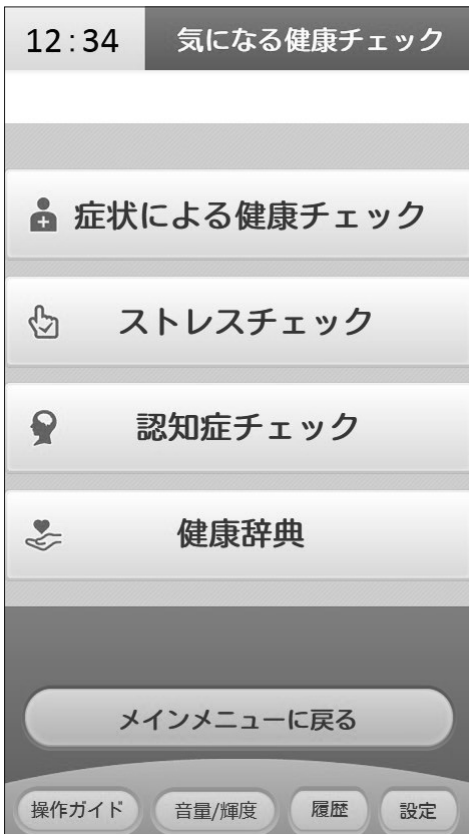 12:34 気になる健康チェック
症状による健康チェック
ストレスチェック
認知症チェック
健康辞典
メインメニューに戻る
操作ガイド 音量/輝度 履歴 設定